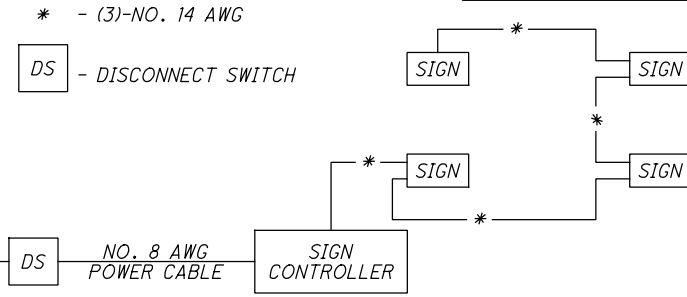 * - (3)-NO. 14 AWG
DS - DISCONNECT SWITCH
*
SIGN
SIGN
*
SIGN
SIGN
*
*
DS
NO. 8 AWG
POWER CABLE
SIGN
CONTROLLER